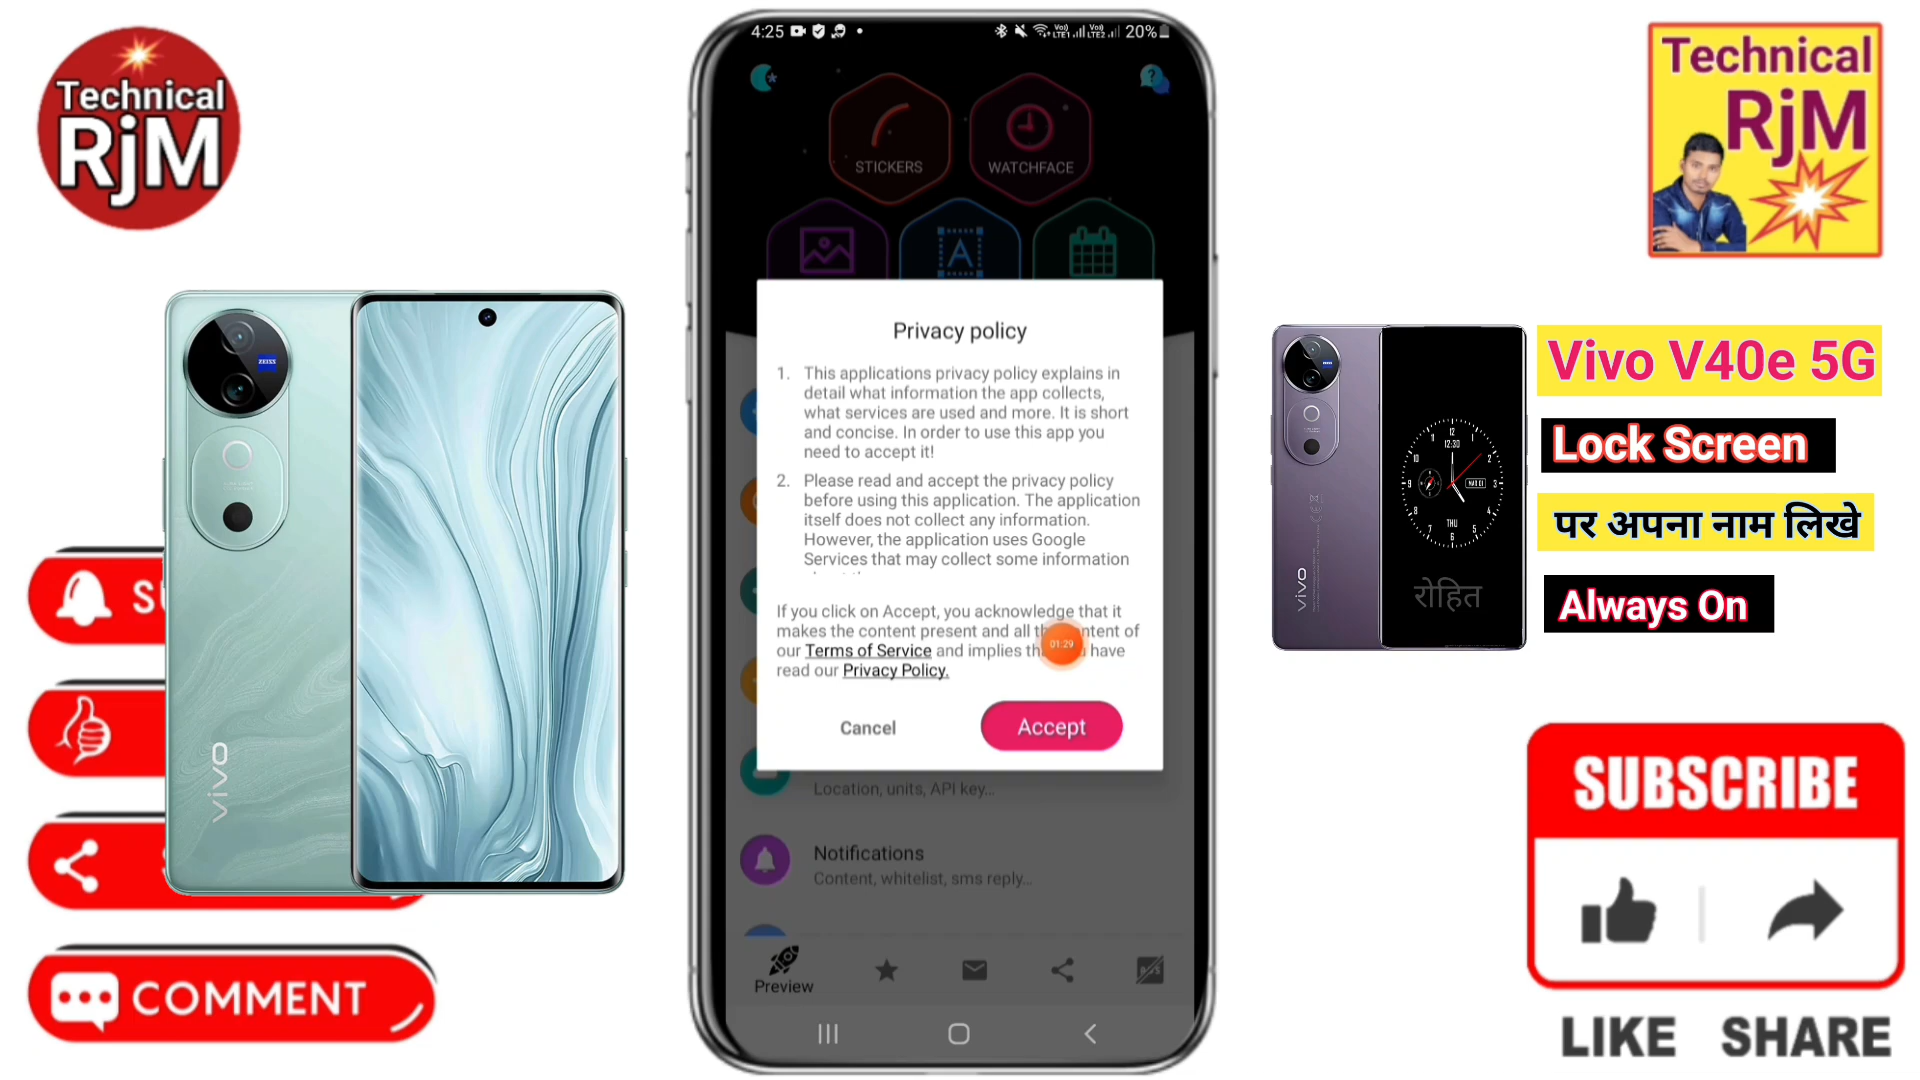 Technical
RjM
ZEISS
vivo
COMMENT
4:25
20%
STICKERS
WATCHFACE
Privacy policy
1. This applications privacy policy explains in
detail what information the app collects,
what services are used and more. It is short
and concise. In order to use this app you
need to accept it!
2. Please read and accept the privacy policy
before using this application. The application
itself does not collect any information.
However, the application uses Google
Services that may collect some information
If you click on Accept, you acknowledge that it
makes the content present and all
our Terms of Service and implies have
read our Privacy Policy.
01:29
Cancel
Accept
Location, units, API key...
Notifications
Content, whitelist, sms reply...
Preview
Technical
RjM
vivo
12:30
THU
रोहित
Vivo V40e 5G
Lock Screen
पर अपना नाम लिखे
Always On
SUBSCRIBE
LIKE SHARE